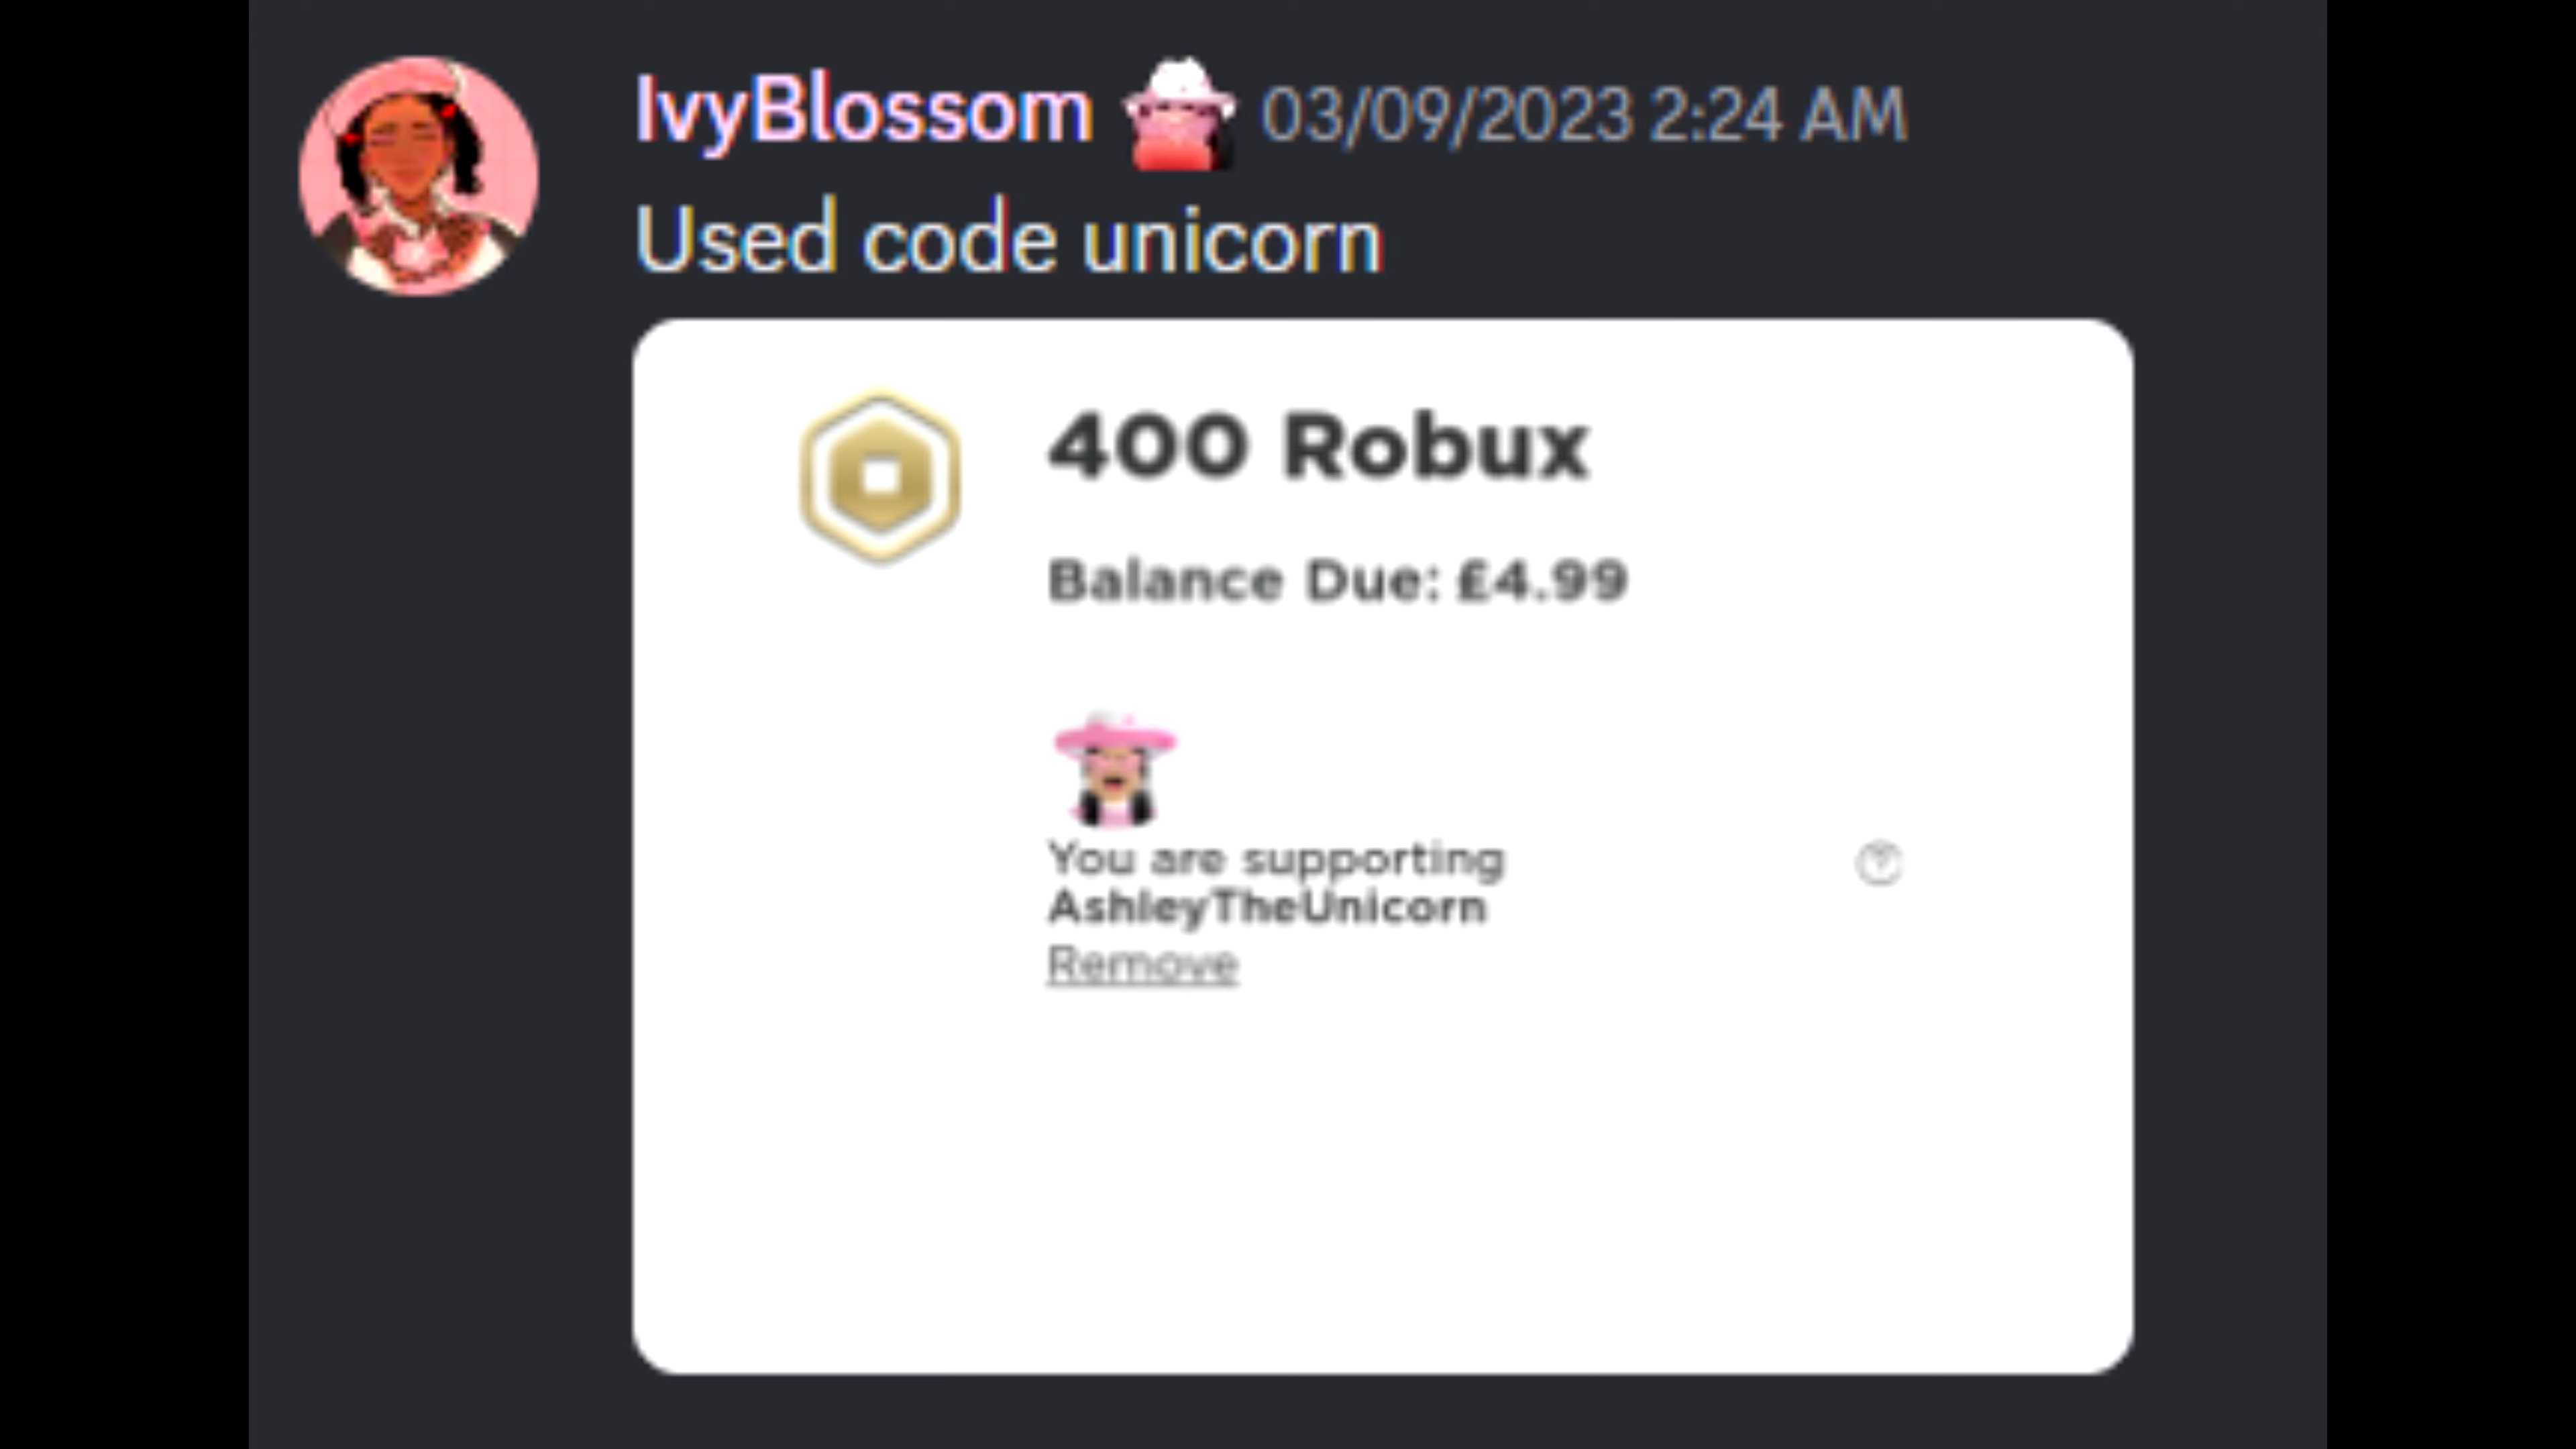 IvyBlossom 03/09/2023 2:24 AM
Used code unicorn
400 Robux
Balance Due: £4.99
You are supporting
AshleyTheUnicorn
Remove